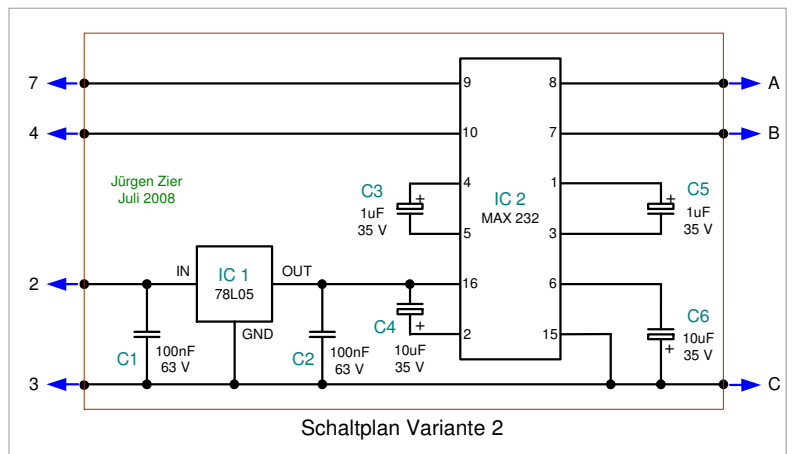 7
9
8
A
4
10
7
B
Jürgen Zier
Juli 2008
C3
+
1uF
35 V
4
5
IC 2
MAX 232
1
3
C5
+
1uF
35 V
2
IN
IC 1
78L05
OUT
GND
16
2
6
15
C4
+
10uF
35 V
C6
10uF
35 V
+
C1
100nF
63 V
C2
100nF
63 V
3
C
Schaltplan Variante 2